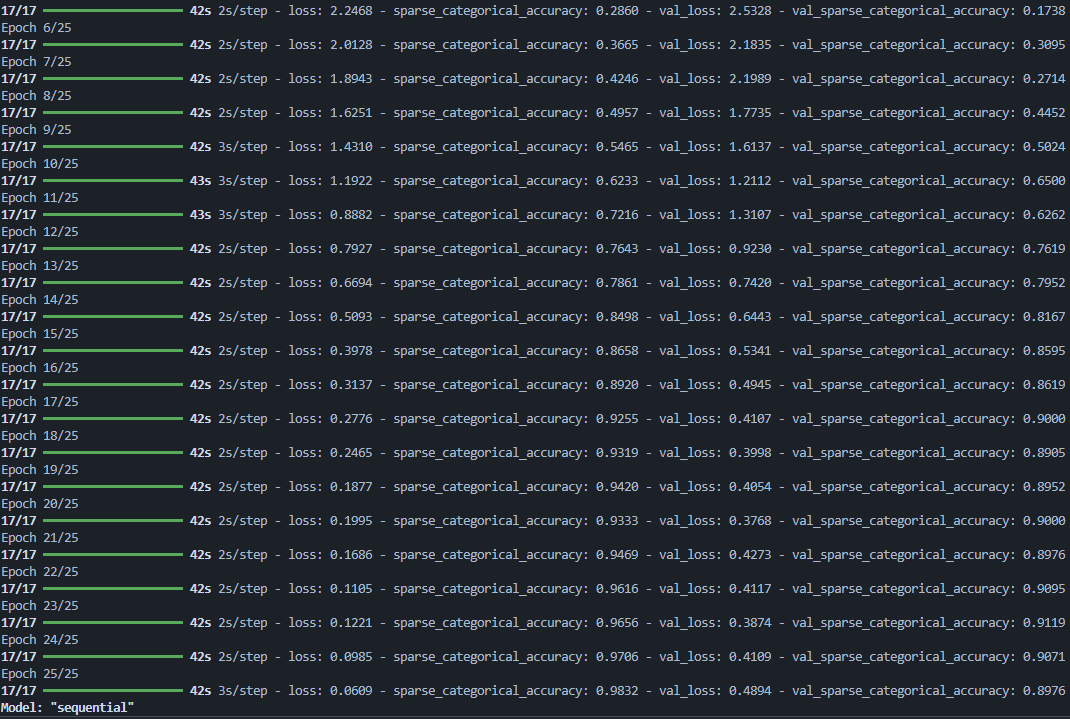 17/17 ━━━━━━━━━━━━━━━━━━━━ 42s 2s/step - loss: 2.2468 - sparse_categorical_accuracy: 0.2860 - val_loss: 2.5328 - val_sparse_categorical_accuracy: 0.1738
Epoch 6/25
17/17 ━━━━━━━━━━━━━━━━━━━━ 42s 2s/step - loss: 2.0128 - sparse_categorical_accuracy: 0.3665 - val_loss: 2.1835 - val_sparse_categorical_accuracy: 0.3095
Epoch 7/25
17/17 ━━━━━━━━━━━━━━━━━━━━ 42s 2s/step - loss: 1.8943 - sparse_categorical_accuracy: 0.4246 - val_loss: 2.1989 - val_sparse_categorical_accuracy: 0.2714
Epoch 8/25
17/17 ━━━━━━━━━━━━━━━━━━━━ 42s 2s/step - loss: 1.6251 - sparse_categorical_accuracy: 0.4957 - val_loss: 1.7735 - val_sparse_categorical_accuracy: 0.4452
Epoch 9/25
17/17 ━━━━━━━━━━━━━━━━━━━━ 42s 3s/step - loss: 1.4310 - sparse_categorical_accuracy: 0.5465 - val_loss: 1.6137 - val_sparse_categorical_accuracy: 0.5024
Epoch 10/25
17/17 ━━━━━━━━━━━━━━━━━━━━ 43s 3s/step - loss: 1.1922 - sparse_categorical_accuracy: 0.6233 - val_loss: 1.2112 - val_sparse_categorical_accuracy: 0.6500
Epoch 11/25
17/17 ━━━━━━━━━━━━━━━━━━━━ 43s 3s/step - loss: 0.8882 - sparse_categorical_accuracy: 0.7216 - val_loss: 1.3107 - val_sparse_categorical_accuracy: 0.6262
Epoch 12/25
17/17 ━━━━━━━━━━━━━━━━━━━━ 42s 2s/step - loss: 0.7927 - sparse_categorical_accuracy: 0.7643 - val_loss: 0.9230 - val_sparse_categorical_accuracy: 0.7619
Epoch 13/25
17/17 ━━━━━━━━━━━━━━━━━━━━ 42s 2s/step - loss: 0.6694 - sparse_categorical_accuracy: 0.7861 - val_loss: 0.7420 - val_sparse_categorical_accuracy: 0.7952
Epoch 14/25
17/17 ━━━━━━━━━━━━━━━━━━━━ 42s 2s/step - loss: 0.5093 - sparse_categorical_accuracy: 0.8498 - val_loss: 0.6443 - val_sparse_categorical_accuracy: 0.8167
Epoch 15/25
17/17 ━━━━━━━━━━━━━━━━━━━━ 42s 2s/step - loss: 0.3978 - sparse_categorical_accuracy: 0.8658 - val_loss: 0.5341 - val_sparse_categorical_accuracy: 0.8595
Epoch 16/25
17/17 ━━━━━━━━━━━━━━━━━━━━ 42s 2s/step - loss: 0.3137 - sparse_categorical_accuracy: 0.8920 - val_loss: 0.4945 - val_sparse_categorical_accuracy: 0.8619
Epoch 17/25
17/17 ━━━━━━━━━━━━━━━━━━━━ 42s 2s/step - loss: 0.2776 - sparse_categorical_accuracy: 0.9255 - val_loss: 0.4107 - val_sparse_categorical_accuracy: 0.9000
Epoch 18/25
17/17 ━━━━━━━━━━━━━━━━━━━━ 42s 2s/step - loss: 0.2465 - sparse_categorical_accuracy: 0.9319 - val_loss: 0.3998 - val_sparse_categorical_accuracy: 0.8905
Epoch 19/25
17/17 ━━━━━━━━━━━━━━━━━━━━ 42s 2s/step - loss: 0.1877 - sparse_categorical_accuracy: 0.9420 - val_loss: 0.4054 - val_sparse_categorical_accuracy: 0.8952
Epoch 20/25
17/17 ━━━━━━━━━━━━━━━━━━━━ 42s 2s/step - loss: 0.1995 - sparse_categorical_accuracy: 0.9333 - val_loss: 0.3768 - val_sparse_categorical_accuracy: 0.9000
Epoch 21/25
17/17 ━━━━━━━━━━━━━━━━━━━━ 42s 2s/step - loss: 0.1686 - sparse_categorical_accuracy: 0.9469 - val_loss: 0.4273 - val_sparse_categorical_accuracy: 0.8976
Epoch 22/25
17/17 ━━━━━━━━━━━━━━━━━━━━ 42s 2s/step - loss: 0.1105 - sparse_categorical_accuracy: 0.9616 - val_loss: 0.4117 - val_sparse_categorical_accuracy: 0.9095
Epoch 23/25
17/17 ━━━━━━━━━━━━━━━━━━━━ 42s 2s/step - loss: 0.1221 - sparse_categorical_accuracy: 0.9656 - val_loss: 0.3874 - val_sparse_categorical_accuracy: 0.9119
Epoch 24/25
17/17 ━━━━━━━━━━━━━━━━━━━━ 42s 2s/step - loss: 0.0985 - sparse_categorical_accuracy: 0.9706 - val_loss: 0.4109 - val_sparse_categorical_accuracy: 0.9071
Epoch 25/25
17/17 ━━━━━━━━━━━━━━━━━━━━ 42s 3s/step - loss: 0.0609 - sparse_categorical_accuracy: 0.9832 - val_loss: 0.4894 - val_sparse_categorical_accuracy: 0.8976
Model: "sequential"